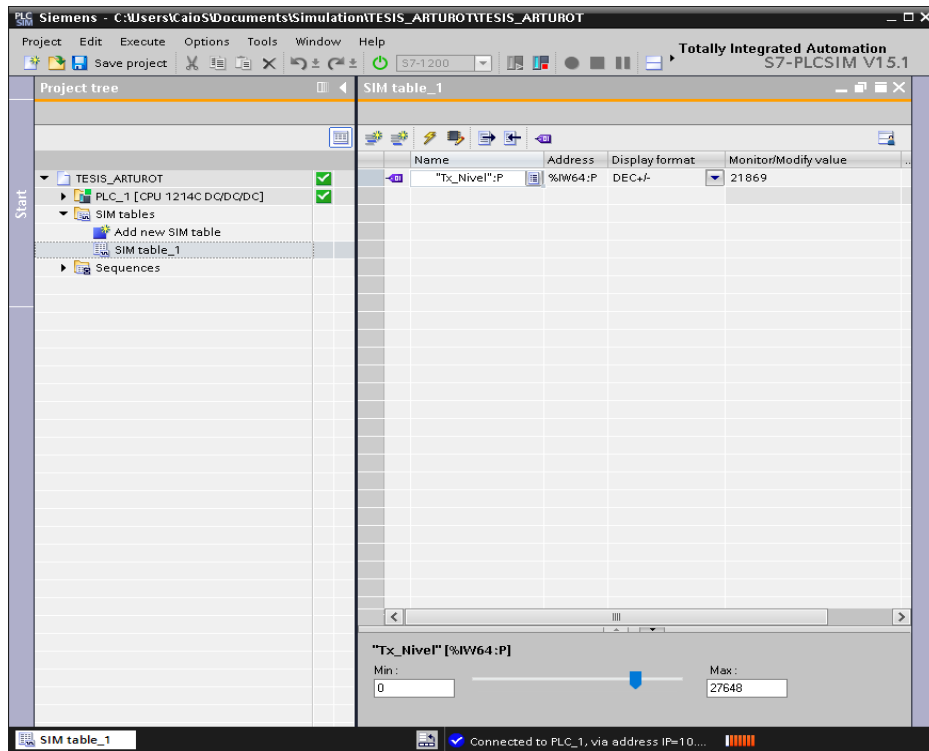 PLC SIM Siemens - C:\Users\CaioS\Documents\Simulation\TESIS_ARTUROT\TESIS_ARTUROT
Project Edit Execute Options Tools Window Help
Totally Integrated Automation
S7-PLCSIM V15.1
Save project S7-1200
Project tree
SIM table_1
Start
Name Address Display format Monitor/Modify value ..
"Tx_Nivel":P %IW64:P DEC+/- 21869
TESIS_ARTUROT
PLC_1 [CPU 1214C DC/DC/DC]
SIM tables
Add new SIM table
SIM table_1
Sequences
"Tx_Nivel" [%IW64:P]
Min :
0
Max :
27648
SIM table_1
Connected to PLC_1, via address IP=10....